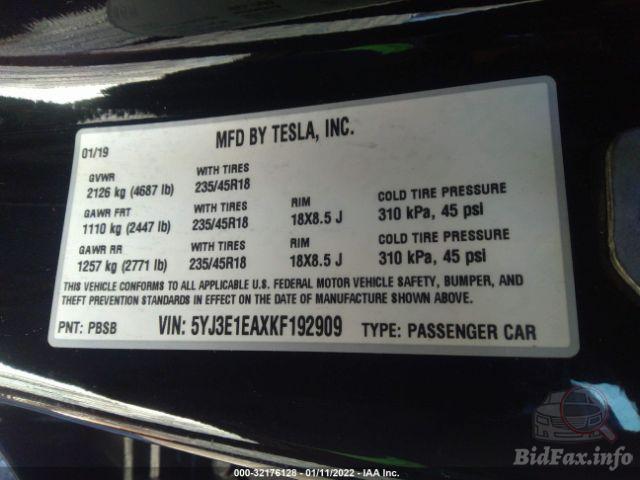 MFD BY TESLA, INC.
01/19
GVWR WITH TIRES
2126 kg (4687 lb) 235/45R18
GAWR FRT WITH TIRES RIM COLD TIRE PRESSURE
1110 kg (2447 lb) 235/45R18 18X8.5 J 310 kPa, 45 psi
GAWR RR WITH TIRES RIM COLD TIRE PRESSURE
1257 kg (2771 lb) 235/45R18 18X8.5 J 310 kPa, 45 psi
THIS VEHICLE CONFORMS TO ALL APPLICABLE U.S. FEDERAL MOTOR VEHICLE SAFETY, BUMPER, AND
THEFT PREVENTION STANDARDS IN EFFECT ON THE DATE OF MANUFACTURE SHOWN ABOVE.
PNT: PBSB VIN: 5YJ3E1EAXKF192909 TYPE: PASSENGER CAR
BidFax.info
000-32176128 - 01/11/2022 - IAA Inc.